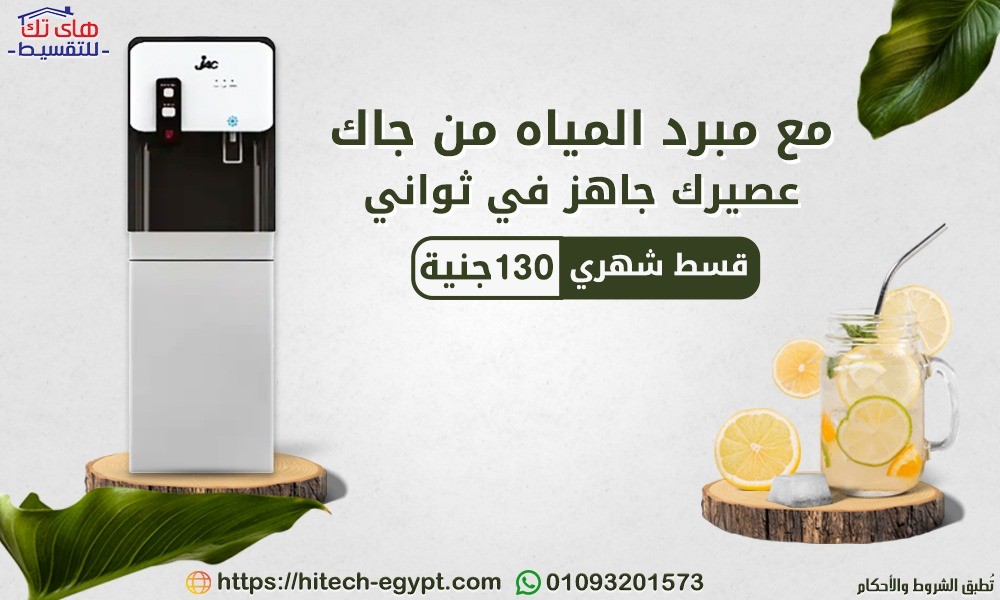 هاى تك
-للتقسيط-
JAC
مع مبرد المياه من جاك
عصيرك جاهز في ثواني
قسط شهري 130جنية
https://hitech-egypt.com 01093201573
تُطبق الشروط والأحكام